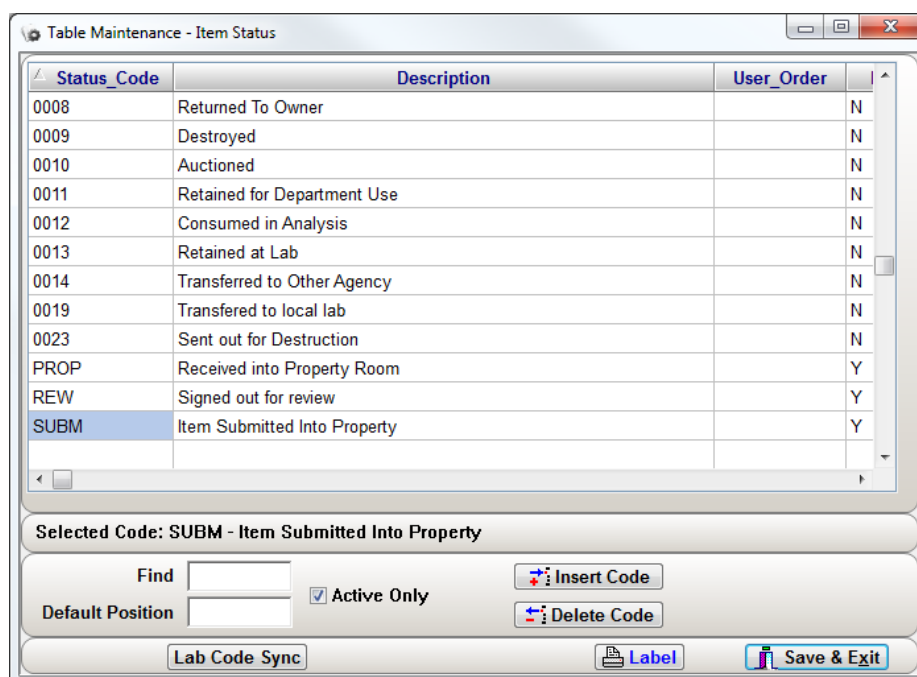 Table Maintenance - Item Status
Status_Code Description User_Order
0008 Returned To Owner N
0009 Destroyed N
0010 Auctioned N
0011 Retained for Department Use N
0012 Consumed in Analysis N
0013 Retained at Lab N
0014 Transferred to Other Agency N
0019 Transfered to local lab N
0023 Sent out for Destruction N
PROP Received into Property Room Y
REW Signed out for review Y
SUBM Item Submitted Into Property Y
Selected Code: SUBM - Item Submitted Into Property
Find
Active Only
Insert Code
Default Position
Delete Code
Lab Code Sync Label Save & Exit